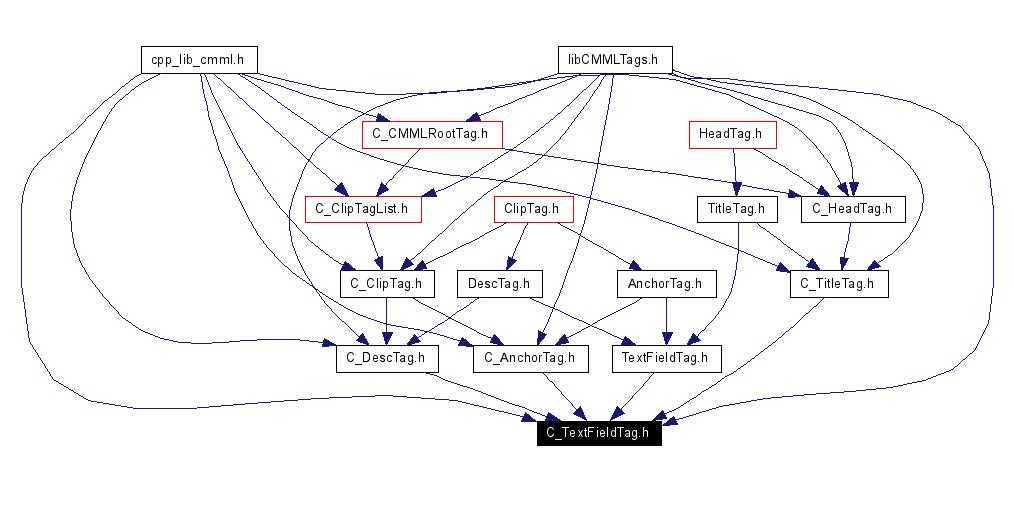 cpp_lib_cmml.h
libCMMLTags.h
C_CMMLRootTag.h
HeadTag.h
C_ClipTagList.h
ClipTag.h
TitleTag.h
C_HeadTag.h
C_ClipTag.h
DescTag.h
AnchorTag.h
C_TitleTag.h
C_DescTag.h
C_AnchorTag.h
TextFieldTag.h
C_TextFieldTag.h